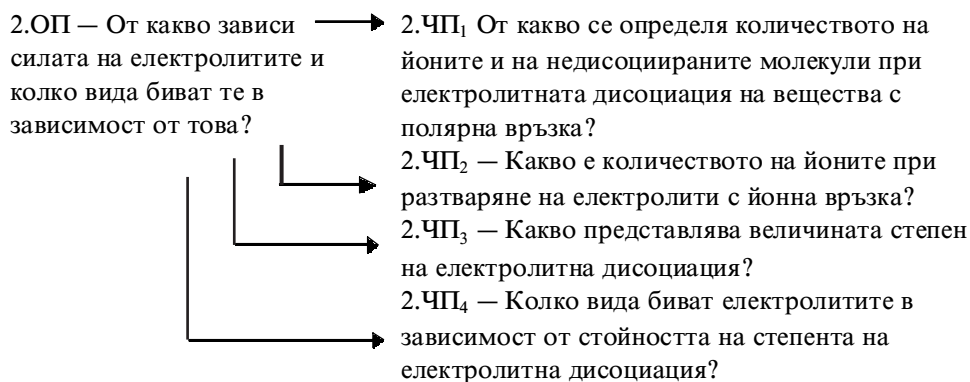 2.ОП — От какво зависи
силата на електролитите и
колко вида биват те в
зависимост от това?
2.ЧП₁ От какво се определя количеството на
йоните и на недисоциираните молекули при
електролитната дисоциация на вещества с
полярна връзка?
2.ЧП₂ — Какво е количеството на йоните при
разтваряне на електролити с йонна връзка?
2.ЧП₃ — Какво представлява величината степен
на електролитна дисоциация?
2.ЧП₄ — Колко вида биват електролитите в
зависимост от стойността на степента на
електролитна дисоциация?